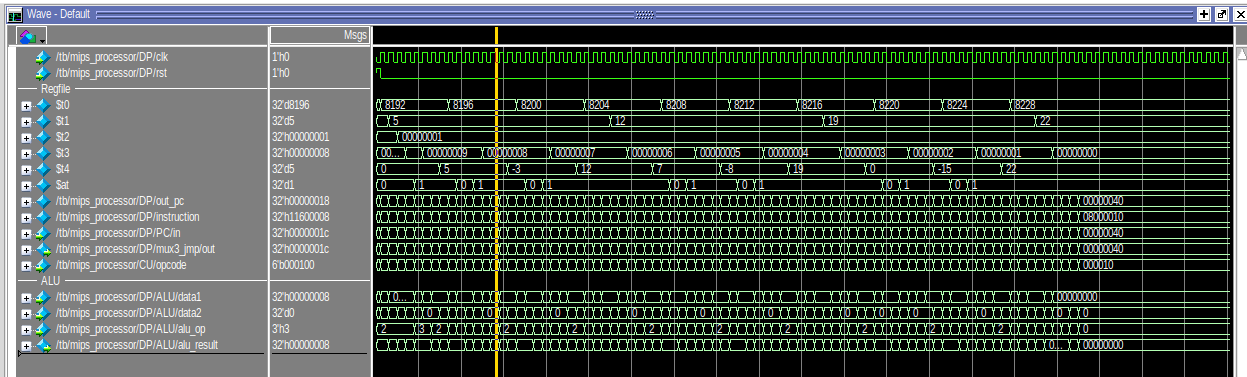 Wave - Default
Msgs
/tb/mips_processor/DP/clk 1'h0
/tb/mips_processor/DP/rst 1'h0
Regfile
$t0 32'd8196 8192 8196 8200 8204 8208 8212 8216 8220 8224 8228
$t1 32'd5 5 12 19 22
$t2 32'h00000001 00000001
$t3 32'h00000008 00... 00000009 00000008 00000007 00000006 00000005 00000004 00000003 00000002 00000001 00000000
$t4 32'd5 0 5 -3 12 7 -8 19 0 -15 22
$at 32'd1 0 1 0 1 0 1 0 1 0 1 0 1 0 1
/tb/mips_processor/DP/out_pc 32'h00000018 00000040
/tb/mips_processor/DP/instruction 32'h11600008 08000010
/tb/mips_processor/DP/PC/in 32'h0000001c 00000040
/tb/mips_processor/DP/mux3_jmp/out 32'h0000001c 00000040
/tb/mips_processor/CU/opcode 6'b000100 000010
ALU
/tb/mips_processor/DP/ALU/data1 32'h00000008 0... 00000000
/tb/mips_processor/DP/ALU/data2 32'd0 0 0 0 0 0 0 0 0 0 0 0 0
/tb/mips_processor/DP/ALU/alu_op 3'h3 2 3 2 2 2 2 2 2 2 2 2 0
/tb/mips_processor/DP/ALU/alu_result 32'h00000008 0... 00000000